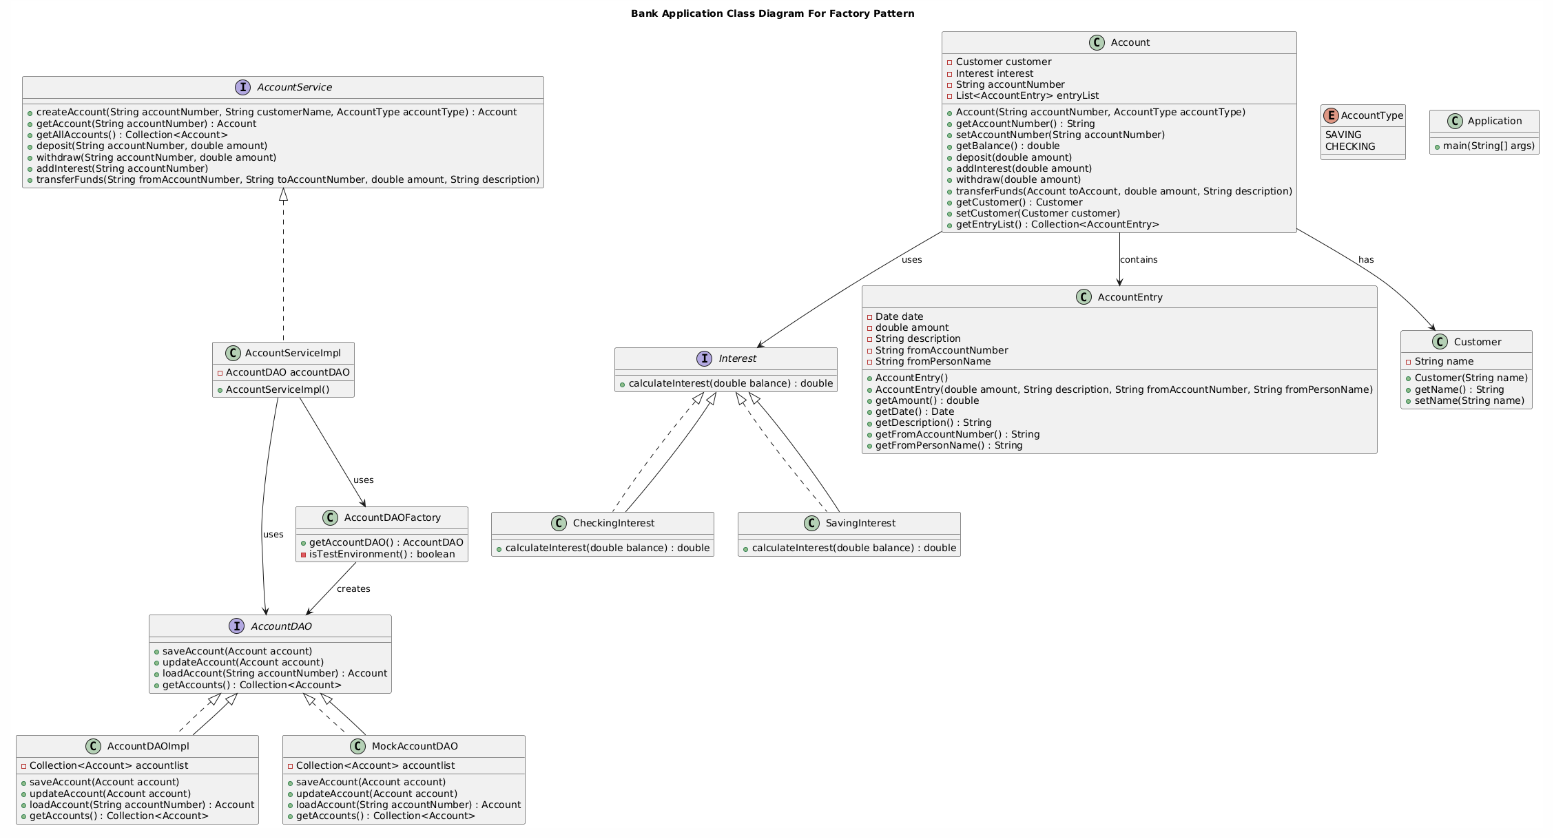 Bank Application Class Diagram For Factory Pattern
I AccountService
createAccount(String accountNumber, String customerName, AccountType accountType) : Account
getAccount(String accountNumber) : Account
getAllAccounts() : Collection<Account>
deposit(String accountNumber, double amount)
withdraw(String accountNumber, double amount)
addInterest(String accountNumber)
transferFunds(String fromAccountNumber, String toAccountNumber, double amount, String description)
C Account
Customer customer
Interest interest
String accountNumber
List<AccountEntry> entryList
Account(String accountNumber, AccountType accountType)
getAccountNumber() : String
setAccountNumber(String accountNumber)
getBalance() : double
deposit(double amount)
addInterest(double amount)
withdraw(double amount)
transferFunds(Account toAccount, double amount, String description)
getCustomer() : Customer
setCustomer(Customer customer)
getEntryList() : Collection<AccountEntry>
E AccountType
SAVING
CHECKING
C Application
main(String[] args)
uses
contains
has
C AccountServiceImpl
AccountDAO accountDAO
AccountServiceImpl()
I Interest
calculateInterest(double balance) : double
C AccountEntry
Date date
double amount
String description
String fromAccountNumber
String fromPersonName
AccountEntry()
AccountEntry(double amount, String description, String fromAccountNumber, String fromPersonName)
getAmount() : double
getDate() : Date
getDescription() : String
getFromAccountNumber() : String
getFromPersonName() : String
C Customer
String name
Customer(String name)
getName() : String
setName(String name)
uses
uses
C AccountDAOFactory
getAccountDAO() : AccountDAO
isTestEnvironment() : boolean
C CheckingInterest
calculateInterest(double balance) : double
C SavingInterest
calculateInterest(double balance) : double
creates
I AccountDAO
saveAccount(Account account)
updateAccount(Account account)
loadAccount(String accountNumber) : Account
getAccounts() : Collection<Account>
C AccountDAOImpl
Collection<Account> accountlist
saveAccount(Account account)
updateAccount(Account account)
loadAccount(String accountNumber) : Account
getAccounts() : Collection<Account>
C MockAccountDAO
Collection<Account> accountlist
saveAccount(Account account)
updateAccount(Account account)
loadAccount(String accountNumber) : Account
getAccounts() : Collection<Account>